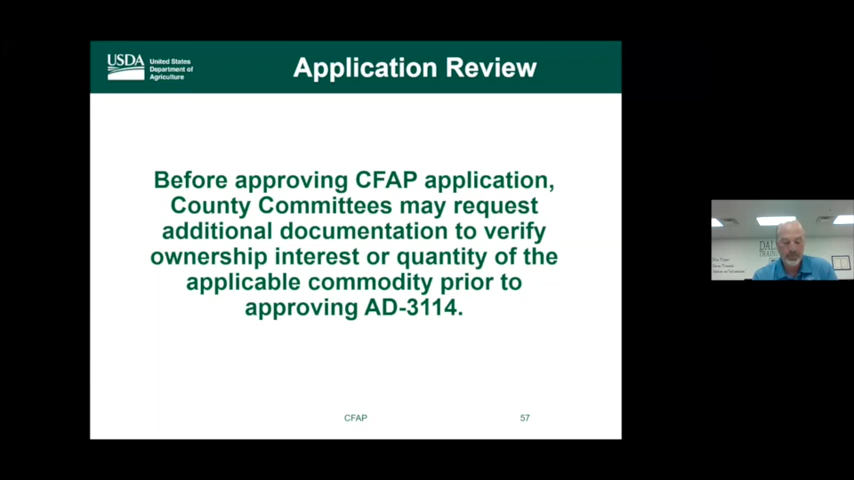 USDA
United States
Department of
Agriculture
Application Review
Before approving CFAP application,
County Committees may request
additional documentation to verify
ownership interest or quantity of the
applicable commodity prior to
approving AD-3114.
CFAP
57